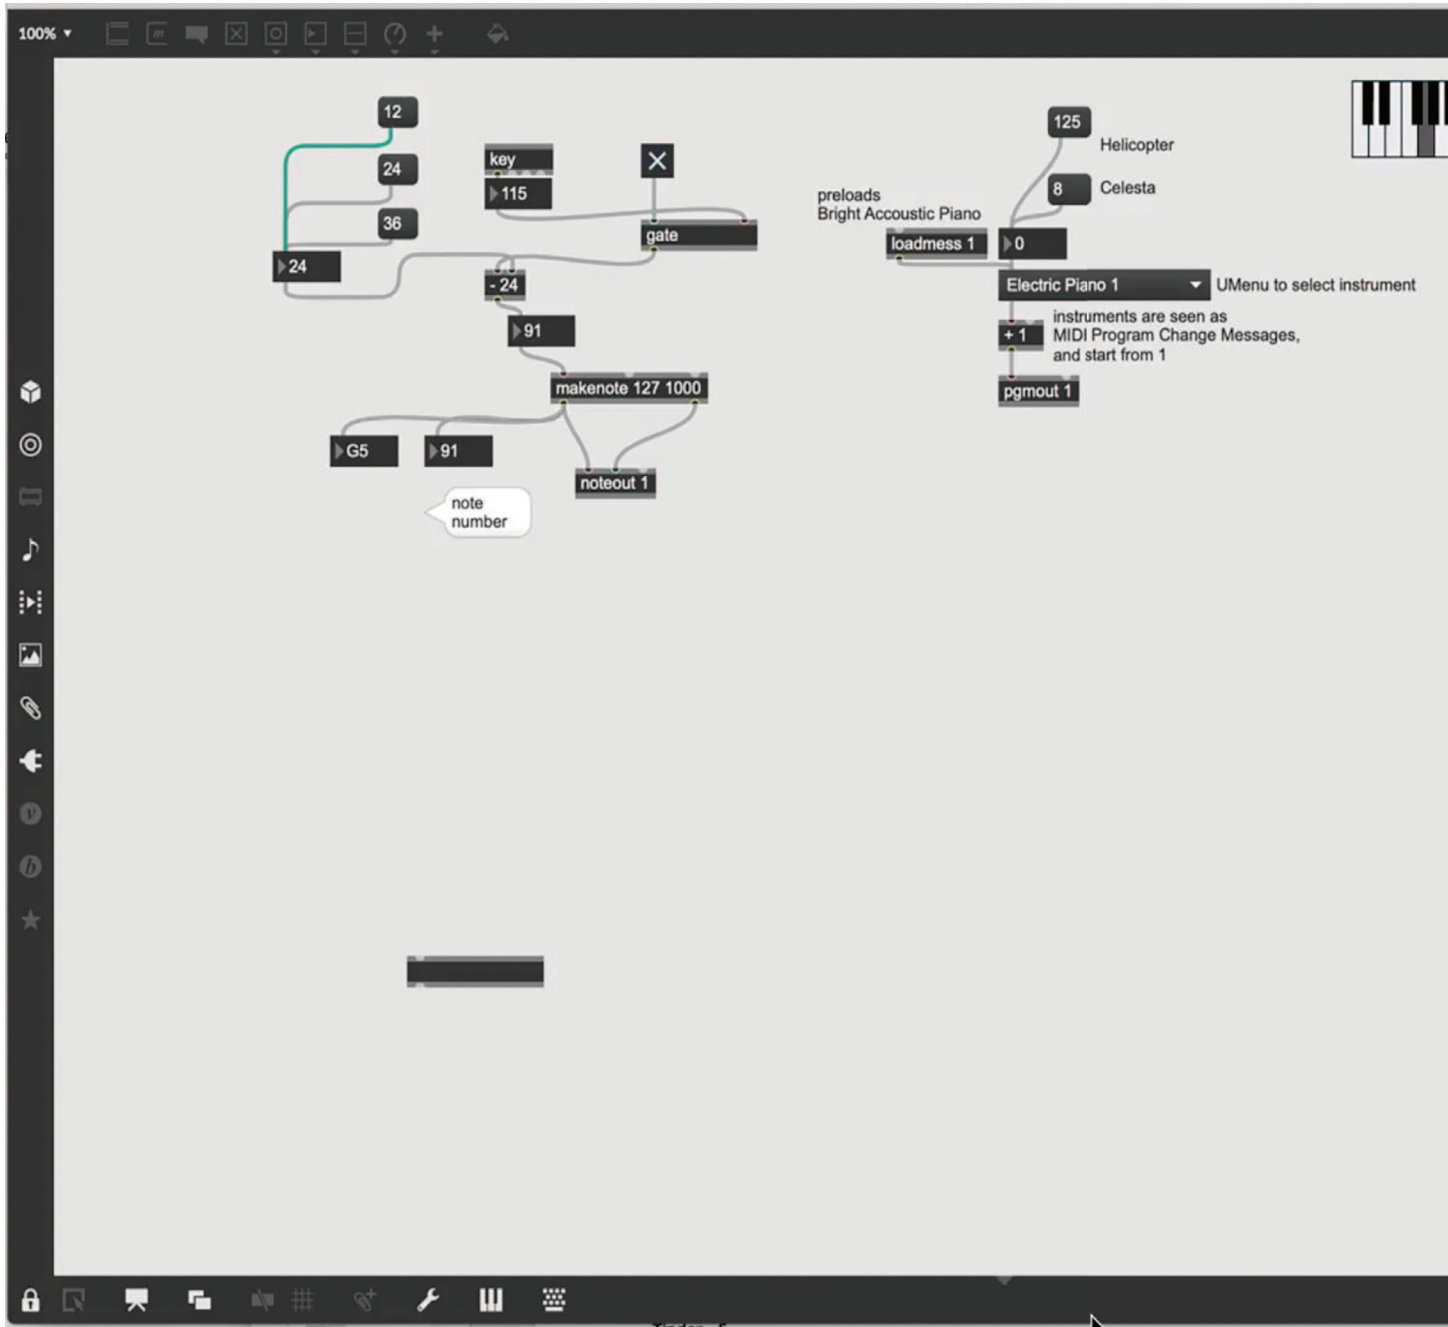 100%
12
24
36
24
key
115
gate
- 24
91
makenote 127 1000
G5
91
noteout 1
note
number
125
Helicopter
8
Celesta
preloads
Bright Accoustic Piano
loadmess 1
0
Electric Piano 1
UMenu to select instrument
+ 1
instruments are seen as
MIDI Program Change Messages,
and start from 1
pgmout 1